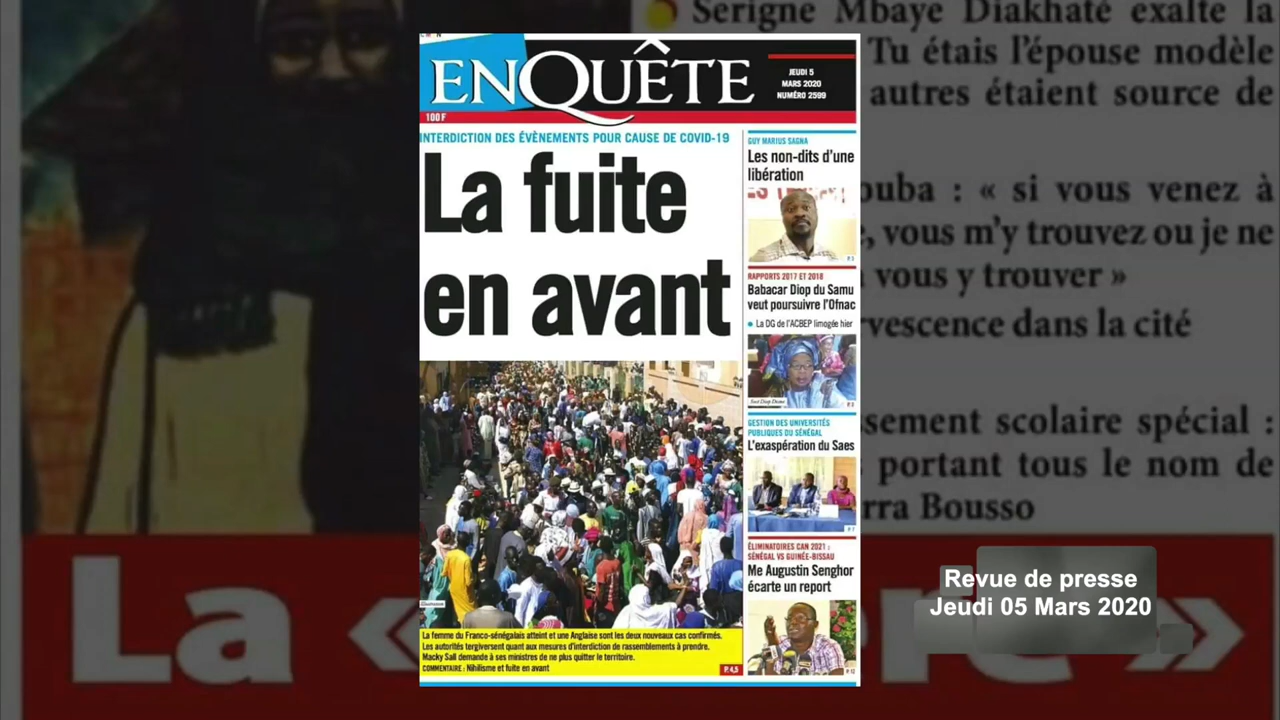 Serigne Mbaye Diakhaté exalte la
Tu étais l'épouse modèle
autres étaient source de
ouba : « si vous venez à
, vous m'y trouvez ou je ne
vous y trouver »
rvescence dans la cité
ssement scolaire spécial :
portant tous le nom de
rra Bousso
La «
»
ENQUÊTE
JEUDI 5
MARS 2020
NUMÉRO 2599
100 F
INTERDICTION DES ÉVÈNEMENTS POUR CAUSE DE COVID-19
La fuite
en avant
La femme du Franco-sénégalais atteint et une Anglaise sont les deux nouveaux cas confirmés.
Les autorités tergiversent quant aux mesures d'interdiction de rassemblements à prendre.
Macky Sall demande à ses ministres de ne plus quitter le territoire.
COMMENTAIRE : Nihilisme et fuite en avant
P.4,5
GUY MARIUS SAGNA
Les non-dits d'une
libération
RAPPORTS 2017 ET 2018
Babacar Diop du Samu
veut poursuivre l'Ofnac
• La DG de l'ACBEP limogée hier
GESTION DES UNIVERSITÉS
PUBLIQUES DU SÉNÉGAL
L'exaspération du Saes
ÉLIMINATOIRES CAN 2021 :
SÉNÉGAL VS GUINÉE-BISSAU
Me Augustin Senghor
écarte un report
Revue de presse
Jeudi 05 Mars 2020